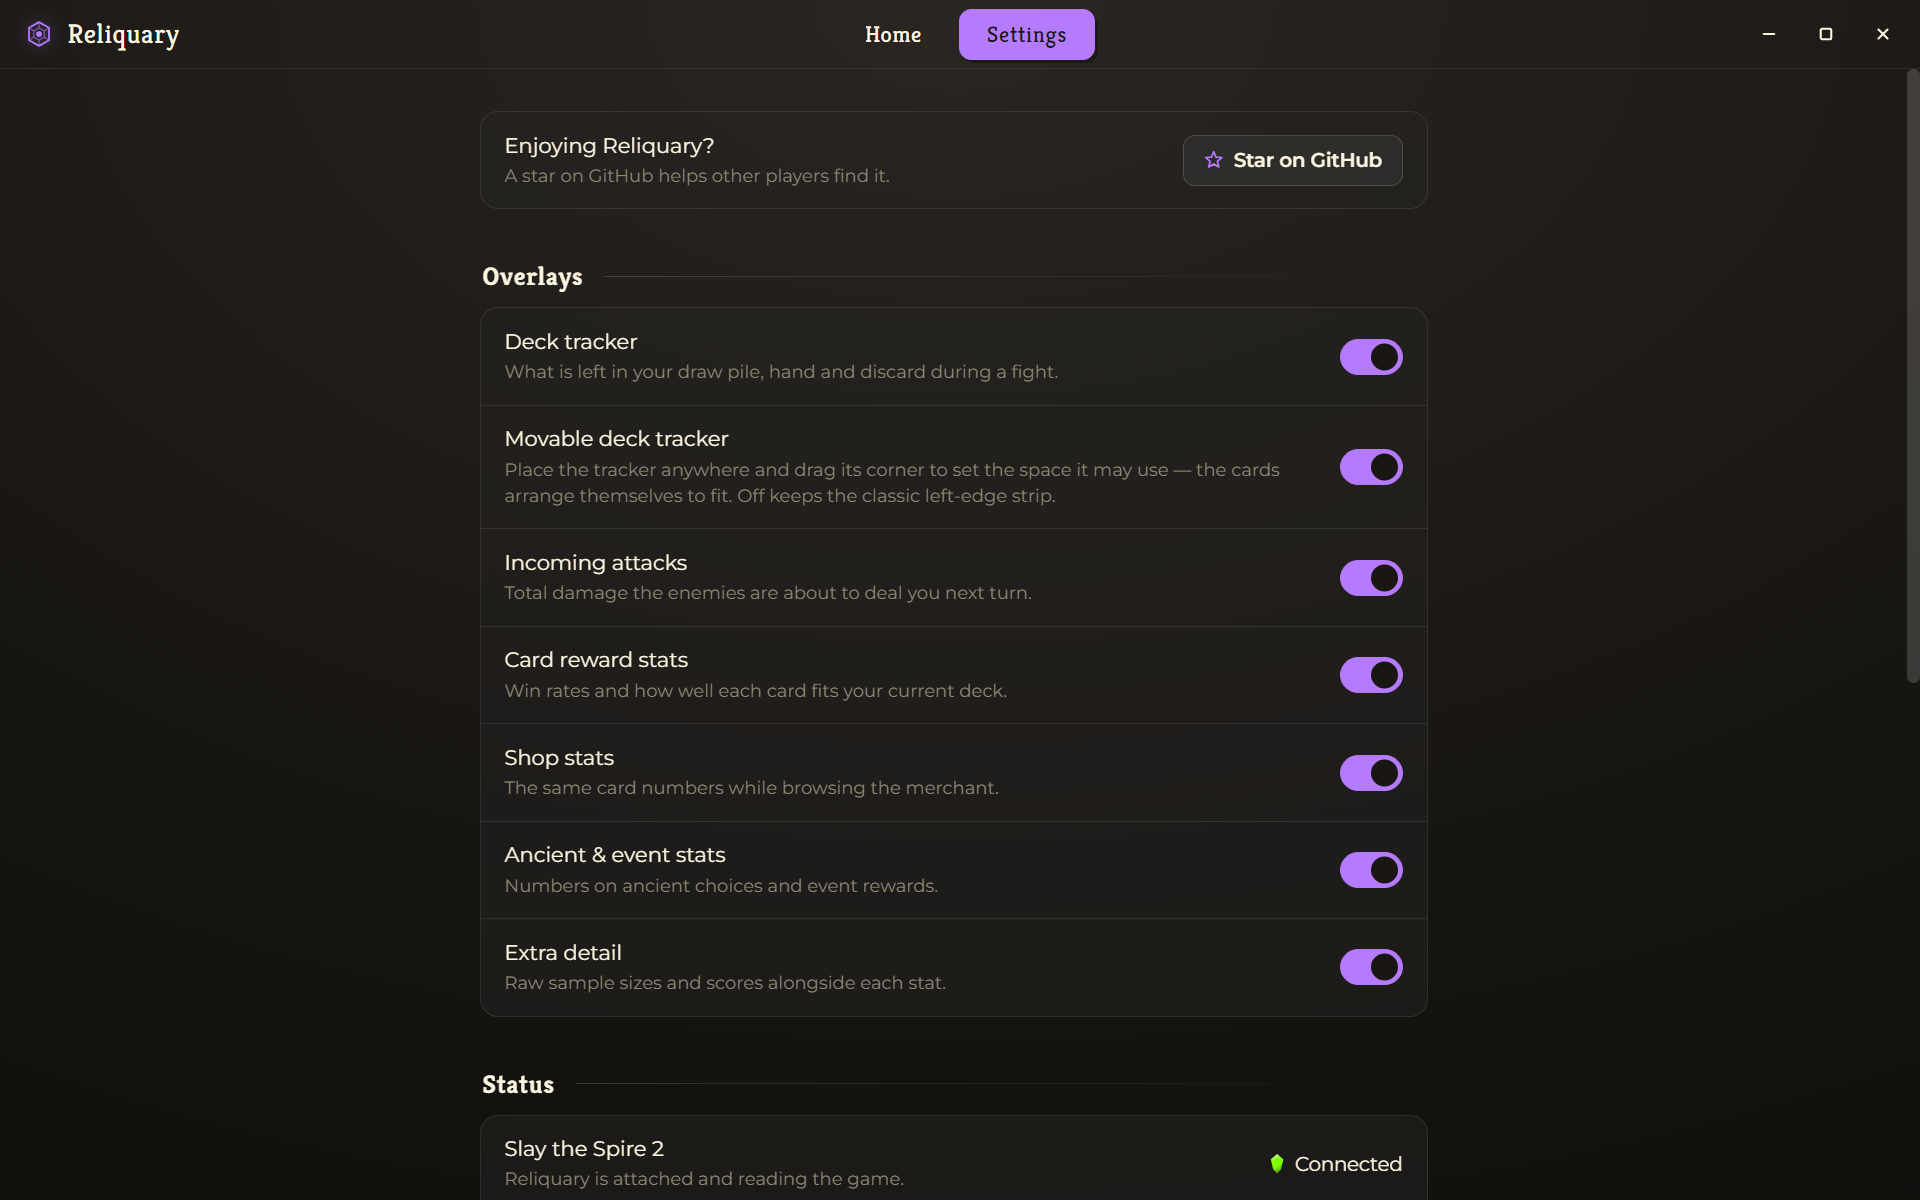 Reliquary
Home
Settings
Enjoying Reliquary?
A star on GitHub helps other players find it.
Star on GitHub
Overlays
Deck tracker
What is left in your draw pile, hand and discard during a fight.
Movable deck tracker
Place the tracker anywhere and drag its corner to set the space it may use — the cards
arrange themselves to fit. Off keeps the classic left-edge strip.
Incoming attacks
Total damage the enemies are about to deal you next turn.
Card reward stats
Win rates and how well each card fits your current deck.
Shop stats
The same card numbers while browsing the merchant.
Ancient & event stats
Numbers on ancient choices and event rewards.
Extra detail
Raw sample sizes and scores alongside each stat.
Status
Slay the Spire 2
Reliquary is attached and reading the game.
Connected